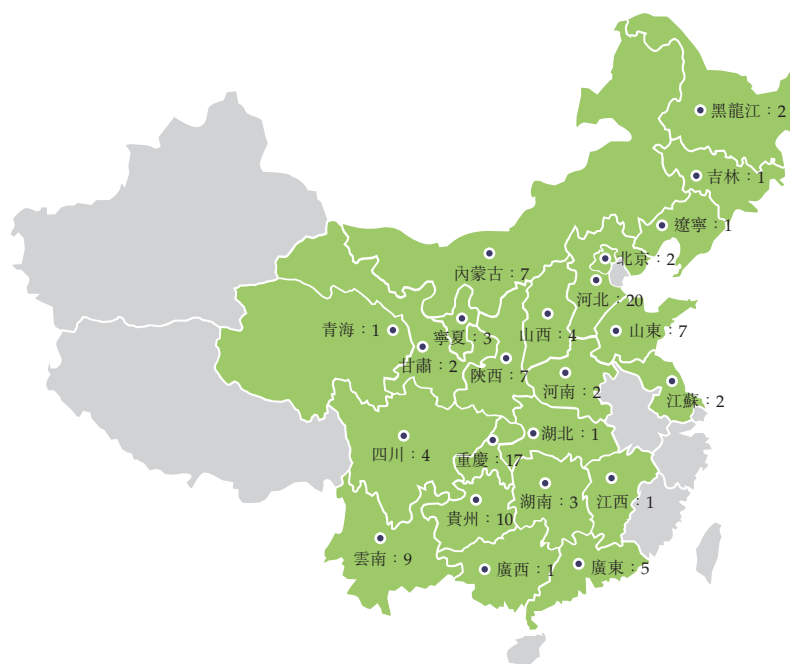 黑龍江：2
吉林：1
遼寧：1
北京：2
內蒙古：7
河北：20
青海：1
寧夏：3
山西：4
山東：7
甘肅：2
陝西：7
河南：2
江蘇：2
湖北：1
四川：4
重慶：17
湖南：3
江西：1
貴州：10
雲南：9
廣西：1
廣東：5